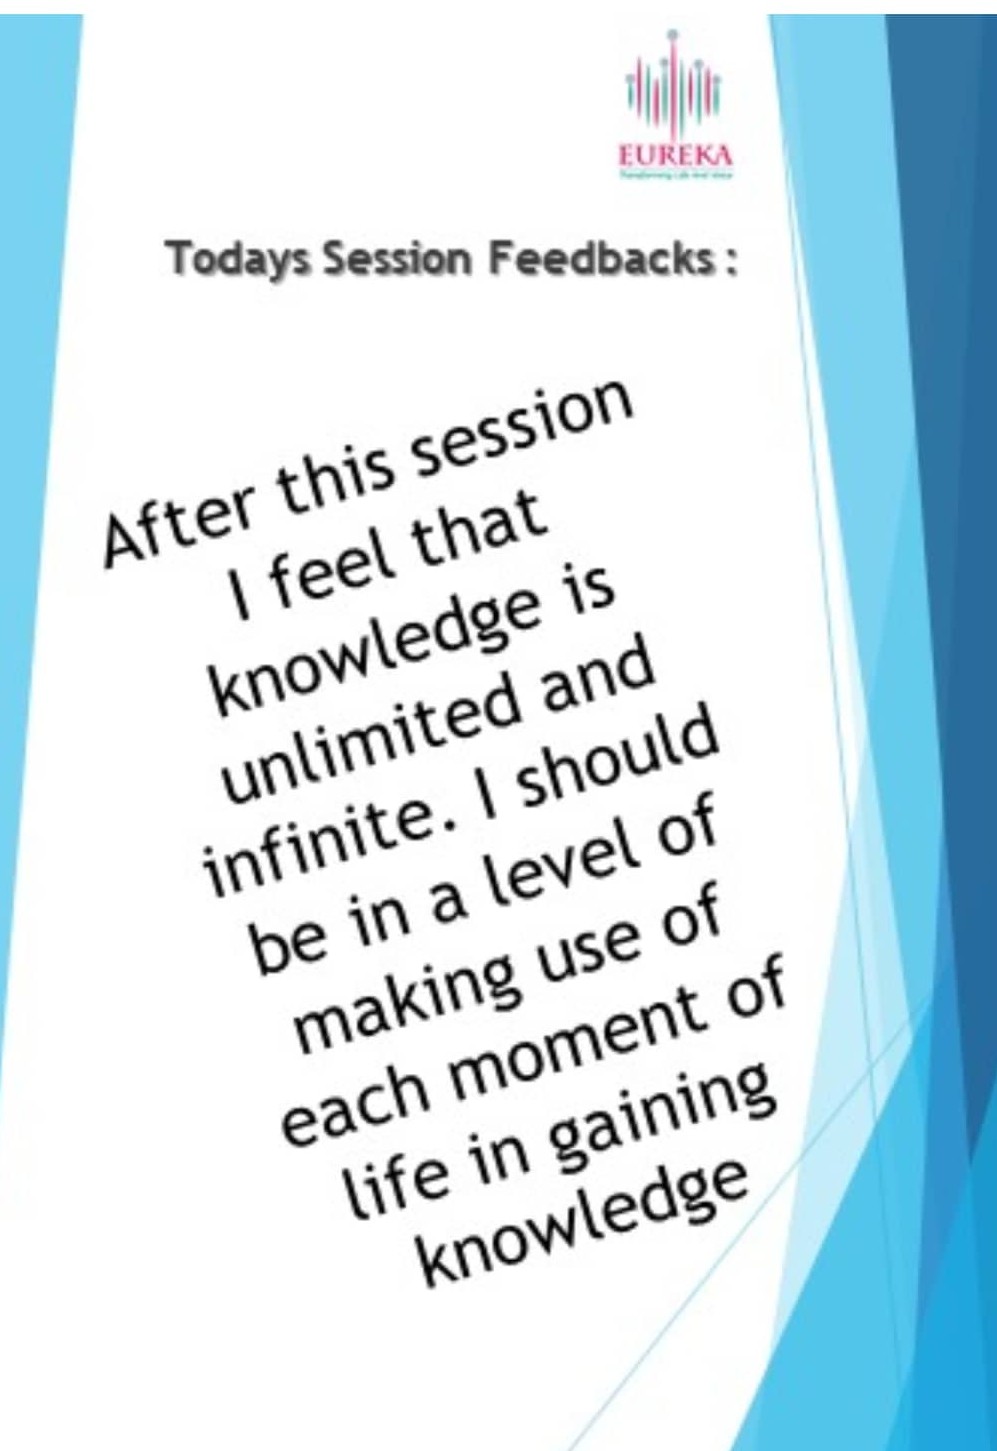 EUREKA
Todays Session Feedbacks :
After this session
I feel that
knowledge is
unlimited and
infinite. I should
be in a level of
making use of
each moment of
life in gaining
knowledge